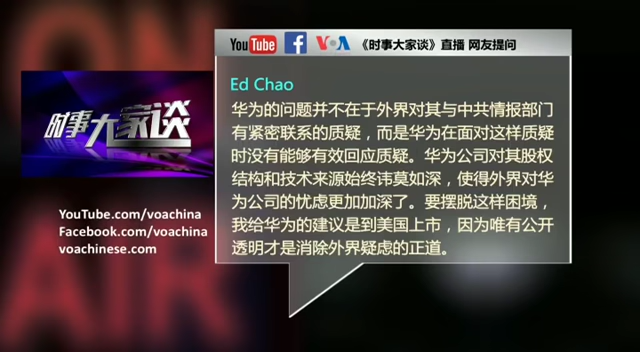 YouTube f VOA 《时事大家谈》直播 网友提问
Ed Chao
华为的问题并不在于外界对其与中共情报部门
有紧密联系的质疑，而是华为在面对这样质疑
时没有能够有效回应质疑。华为公司对其股权
结构和技术来源始终讳莫如深，使得外界对华
为公司的忧虑更加加深了。要摆脱这样困境，
我给华为的建议是到美国上市，因为唯有公开
透明才是消除外界疑虑的正道。
时事大家谈
YouTube.com/voachina
Facebook.com/voachina
voachinese.com
ON
AIR